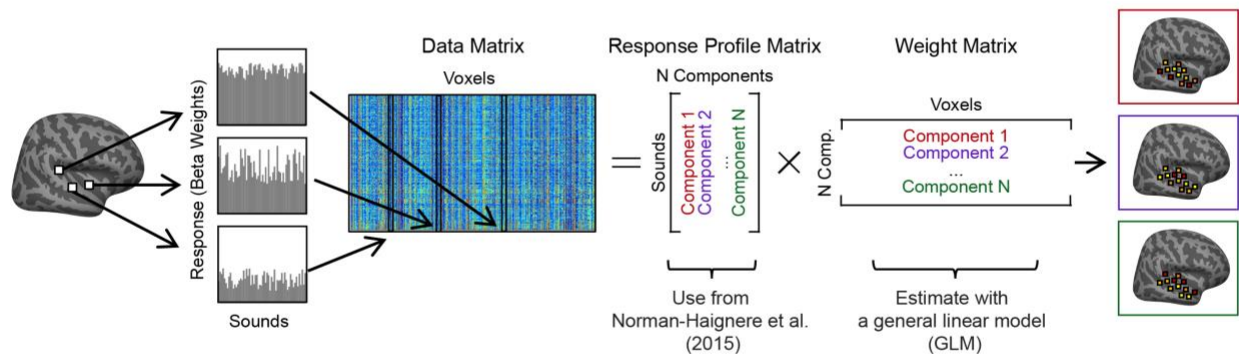 Response (Beta Weights)
Sounds
Data Matrix
Voxels
=
Response Profile Matrix
N Components
Sounds
Component 1
Component 2
...
Component N
×
Weight Matrix
Voxels
N Comp.
Component 1
Component 2
...
Component N
Use from
Norman-Haignere et al.
(2015)
Estimate with
a general linear model
(GLM)